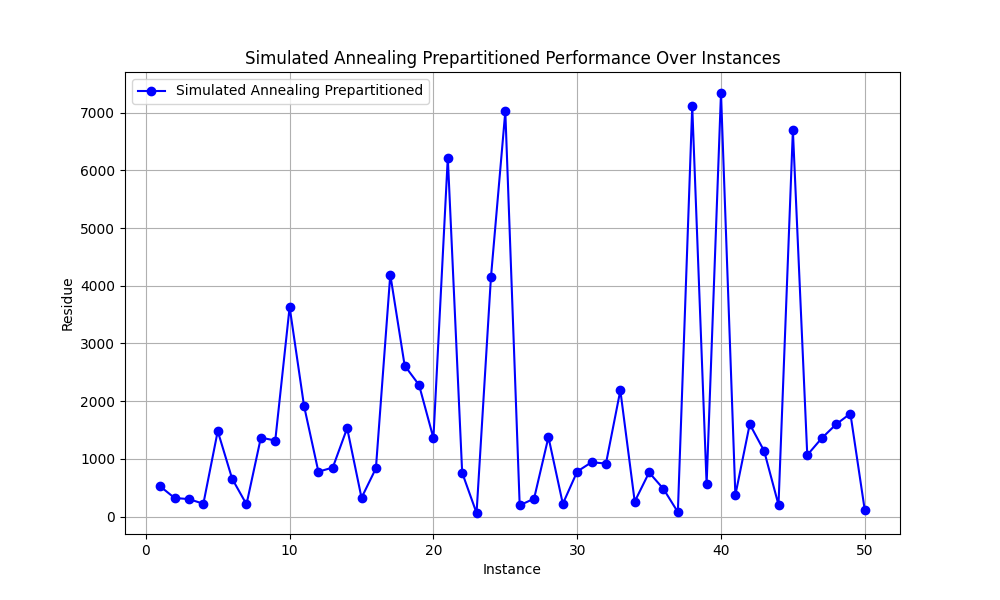 Simulated Annealing Prepartitioned Performance Over Instances
Simulated Annealing Prepartitioned
7000
6000
5000
4000
3000
2000
1000
0
Residue
0 10 20 30 40 50
Instance